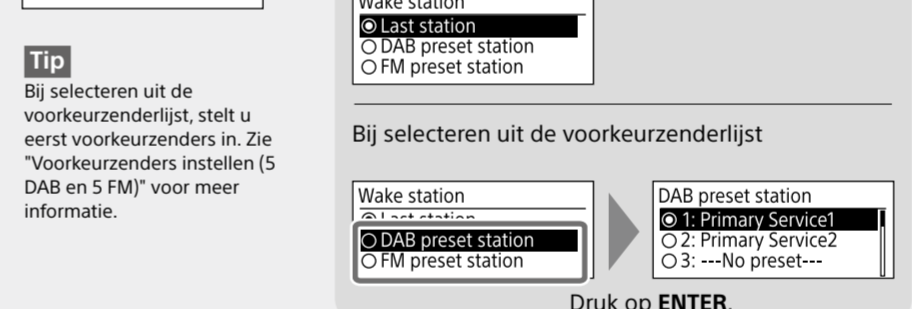 Wake station
Last station
DAB preset station
FM preset station
Tip
Bij selecteren uit de
voorkeurzenderlijst, stelt u
eerst voorkeurzenders in. Zie
"Voorkeurzenders instellen (5
DAB en 5 FM)" voor meer
informatie.
Bij selecteren uit de voorkeurzenderlijst
Wake station
Last station
DAB preset station
FM preset station
DAB preset station
1: Primary Service1
2: Primary Service2
3: ---No preset---
Druk op ENTER.